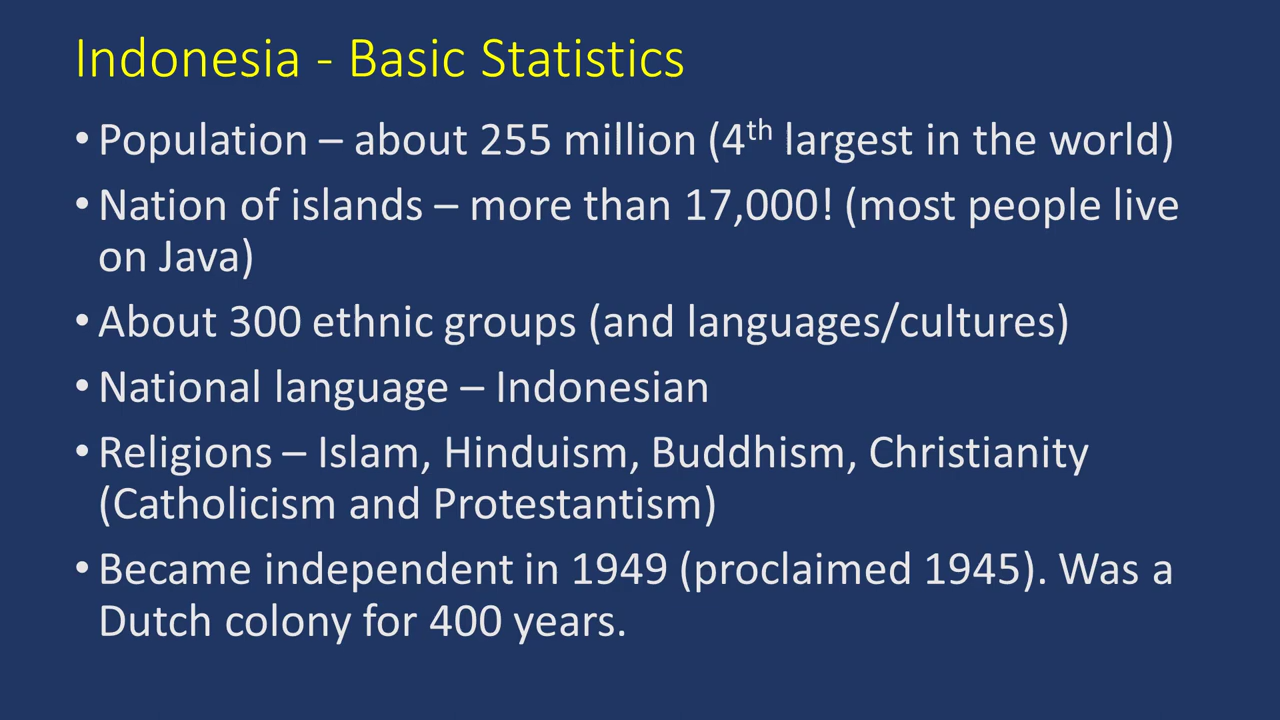 Indonesia - Basic Statistics
• Population – about 255 million (4th largest in the world)
• Nation of islands – more than 17,000! (most people live
on Java)
• About 300 ethnic groups (and languages/cultures)
• National language – Indonesian
• Religions – Islam, Hinduism, Buddhism, Christianity
(Catholicism and Protestantism)
• Became independent in 1949 (proclaimed 1945). Was a
Dutch colony for 400 years.